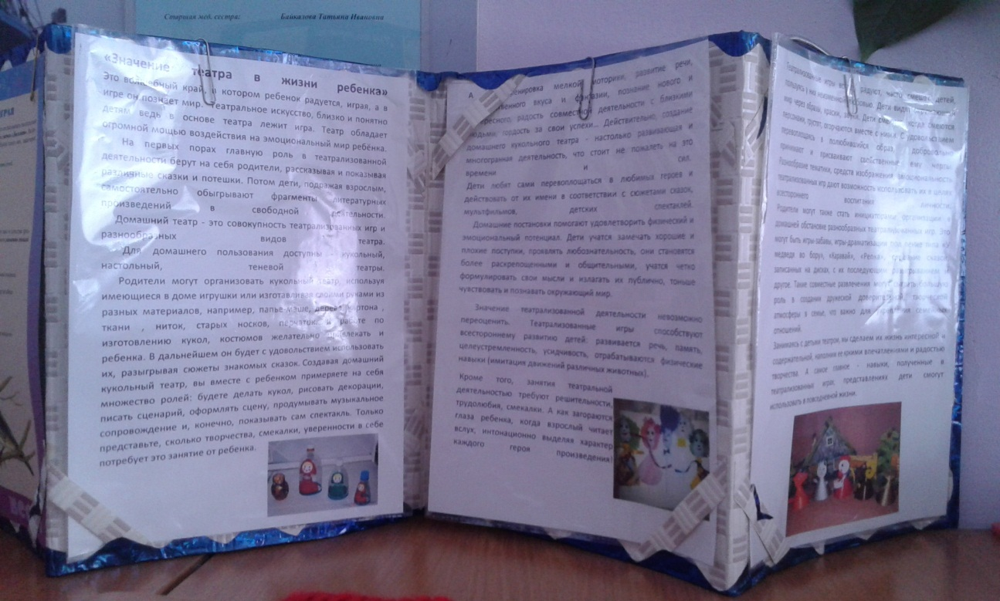 Старшая мед. сестра: Байкалова Татьяна Ивановна
«Значение театра в жизни ребенка»
Это волшебный край, в котором ребенок радуется, играя, а в
игре он познает мир. Театральное искусство, близко и понятно
детям, ведь в основе театра лежит игра. Театр обладает
огромной мощью воздействия на эмоциональный мир ребёнка.
На первых порах главную роль в театрализованной
деятельности берут на себя родители, рассказывая и показывая
различные сказки и потешки. Потом дети, подражая взрослым,
самостоятельно обыгрывают фрагменты литературных
произведений в свободной деятельности.
Домашний театр - это совокупность театрализованных игр и
разнообразных видов театра.
Для домашнего пользования доступны - кукольный,
настольный, теневой театры.
Родители могут организовать кукольный театр, используя
имеющиеся в доме игрушки или изготавливая своими руками из
разных материалов, например, папье-маше, дерева, картона ,
ткани , ниток, старых носков, перчаток. К работе по
изготовлению кукол, костюмов желательно привлекать и
ребенка. В дальнейшем он будет с удовольствием использовать
их, разыгрывая сюжеты знакомых сказок. Создавая домашний
кукольный театр, вы вместе с ребенком примеряете на себя
множество ролей: будете делать кукол, рисовать декорации,
писать сценарий, оформлять сцену, продумывать музыкальное
сопровождение и, конечно, показывать сам спектакль. Только
представьте, сколько творчества, смекалки, уверенности в себе
потребует это занятие от ребенка.
А тренировка мелкой моторики, развитие речи,
вкуса и фантазии, познание нового и
радость совместной деятельности с близкими
людьми, гордость за свои успехи... Действительно, создание
домашнего кукольного театра - настолько развивающая и
многогранная деятельность, что стоит не пожалеть на это
времени и сил.
Дети любят сами перевоплощаться в любимых героев и
действовать от их имени в соответствии с сюжетами сказок,
мультфильмов, детских спектаклей.
Домашние постановки помогают удовлетворить физический и
эмоциональный потенциал. Дети учатся замечать хорошие и
плохие поступки, проявлять любознательность, они становятся
более раскрепощенными и общительными, учатся четко
формулировать свои мысли и излагать их публично, тоньше
чувствовать и познавать окружающий мир.
Значение театрализованной деятельности невозможно
переоценить. Театрализованные игры способствуют
всестороннему развитию детей: развивается речь, память,
целеустремленность, усидчивость, отрабатываются физические
навыки (имитация движений различных животных).
Кроме того, занятия театральной
деятельностью требуют решительности,
трудолюбия, смекалки. А как загораются
глаза ребенка, когда взрослый читает
вслух, интонационно выделяя характер
каждого героя произведения!
Театрализованные игры радуют, часто смешат детей,
пользуясь у них неизменной любовью. Дети видят окружающий
мир через образы, краски, звуки. Дети смеются, когда смеются
персонажи, грустят, огорчаются вместе с ними. С удовольствием
перевоплощаясь в полюбившийся образ, добровольно
принимают и присваивают свойственные ему черты.
Разнообразие тематики, средств изображения, эмоциональность
театрализованных игр дают возможность использовать их в целях
всестороннего воспитания личности.
Родители могут также стать инициаторами организации в
домашней обстановке разнообразных театрализованных игр. Это
могут быть игры-забавы, игры-драматизации под пение типа «У
медведя во бору», «Каравай», «Репка», слушание сказок
записанных на дисках, с их последующим разыгрыванием и
другое. Такие совместные развлечения могут сыграть большую
роль в создании дружеской доверительной, творческой
атмосферы в семье, что важно для укрепления семейных
отношений.
Занимаясь с детьми театром, мы сделаем их жизнь интересной и
содержательной, наполним ее яркими впечатлениями и радостью
творчества. А самое главное - навыки, полученные в
театрализованных играх, представлениях дети смогут
использовать в повседневной жизни.